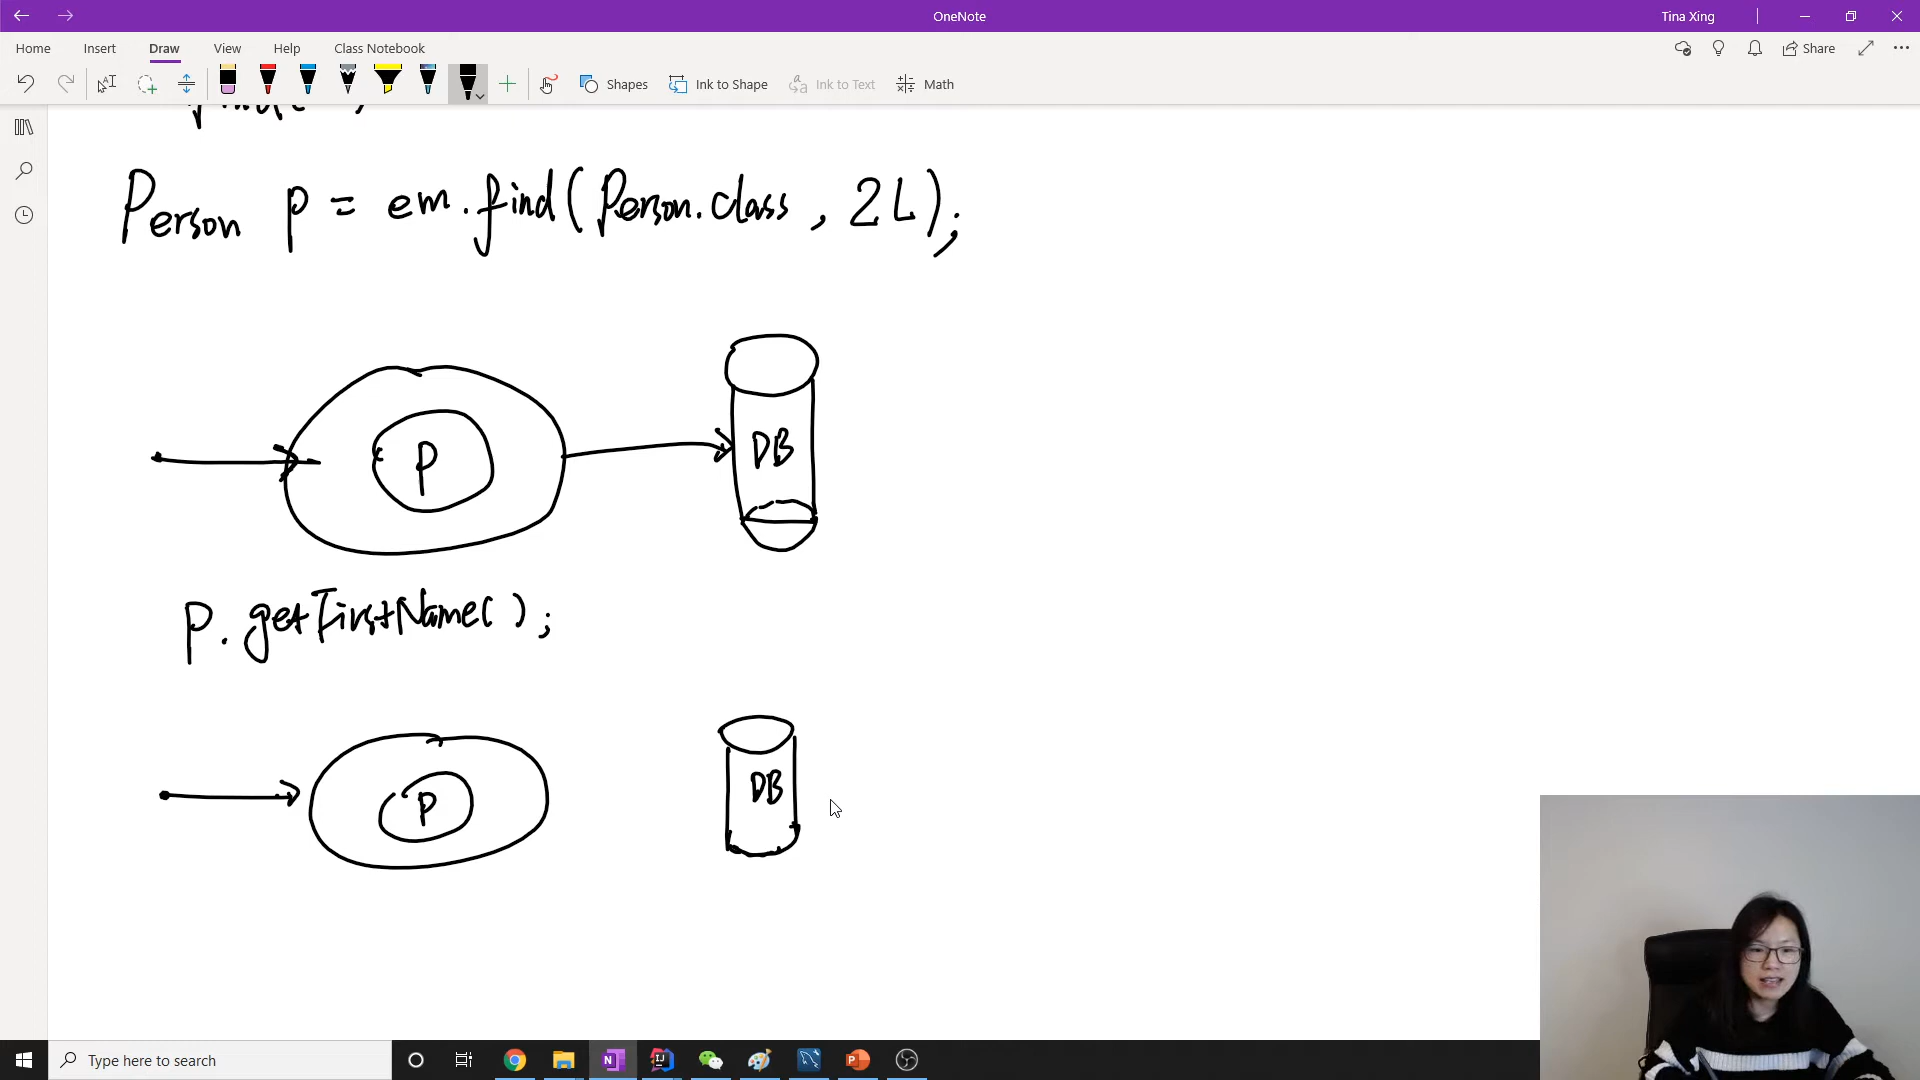 OneNote
Tina Xing
Home Insert Draw View Help Class Notebook
Share
Shapes Ink to Shape Ink to Text Math
Person p = em.find(Person.class, 2L);
P
DB
p.getFirstName();
P
DB
Type here to search